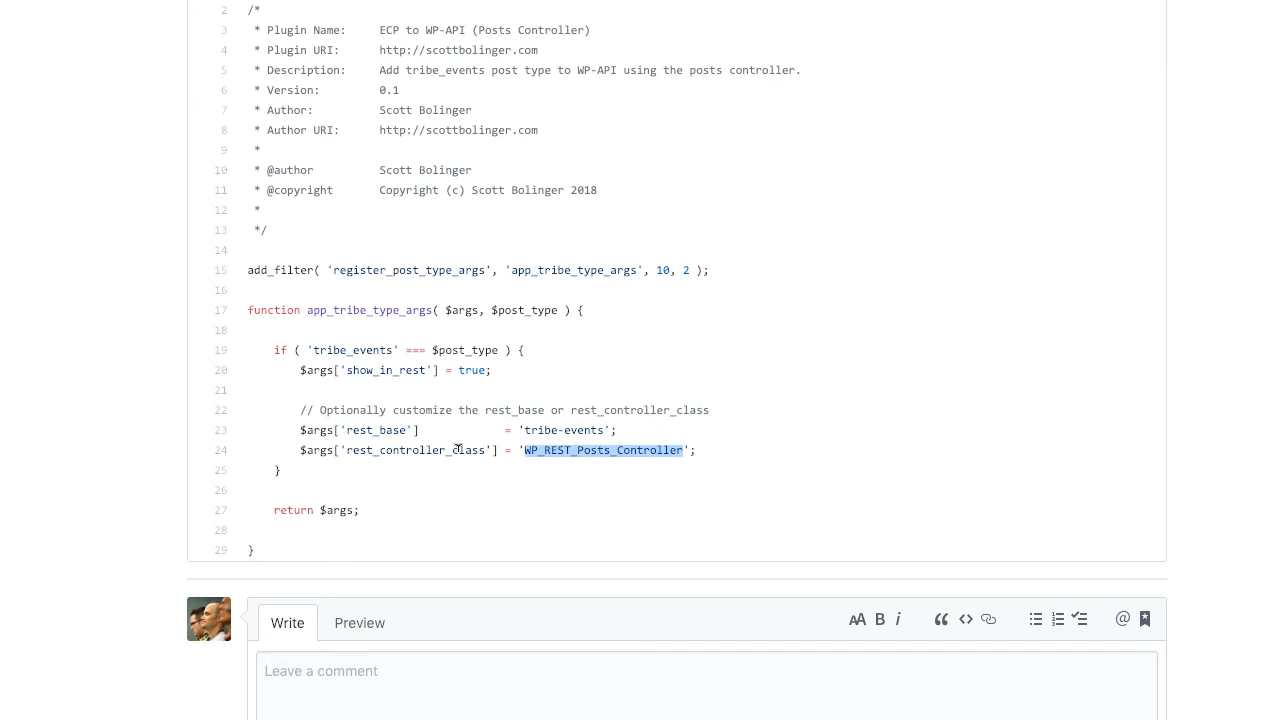 2 /*
3  * Plugin Name:     ECP to WP-API (Posts Controller)
4  * Plugin URI:      http://scottbolinger.com
5  * Description:     Add tribe_events post type to WP-API using the posts controller.
6  * Version:         0.1
7  * Author:          Scott Bolinger
8  * Author URI:      http://scottbolinger.com
9  *
10  * @author          Scott Bolinger
11  * @copyright       Copyright (c) Scott Bolinger 2018
12  *
13  */
14
15 add_filter( 'register_post_type_args', 'app_tribe_type_args', 10, 2 );
16
17 function app_tribe_type_args( $args, $post_type ) {
18
19     if ( 'tribe_events' === $post_type ) {
20         $args['show_in_rest'] = true;
21
22         // Optionally customize the rest_base or rest_controller_class
23         $args['rest_base']             = 'tribe-events';
24         $args['rest_controller_class'] = 'WP_REST_Posts_Controller';
25     }
26
27     return $args;
28
29 }
Write Preview AA B i @
Leave a comment